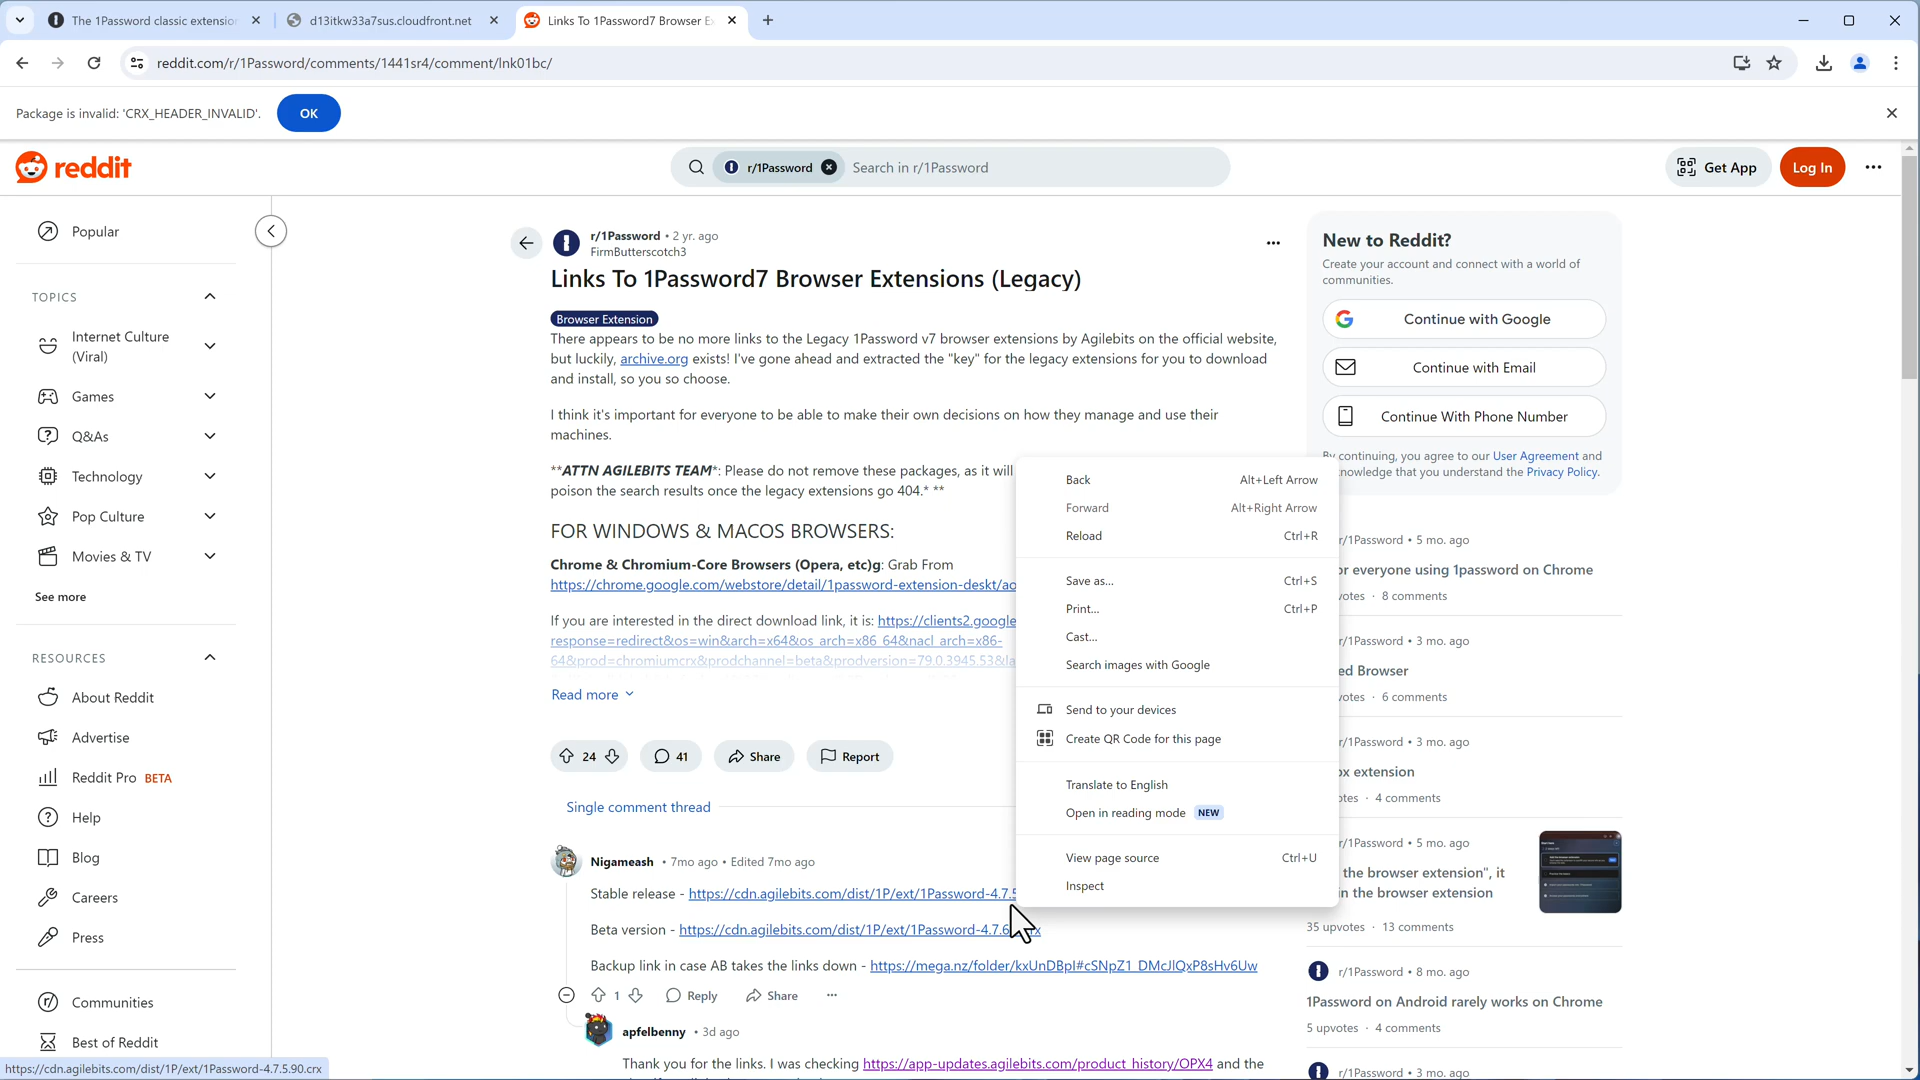 The 1Password classic extension
d13itkw33a7sus.cloudfront.net
Links To 1Password7 Browser E
reddit.com/r/1Password/comments/1441sr4/comment/lnk01bc/
Package is invalid: 'CRX_HEADER_INVALID'.
OK
reddit
r/1Password
Search in r/1Password
Get App
Log In
Popular
TOPICS
Internet Culture
(Viral)
Games
Q&As
Technology
Pop Culture
Movies & TV
See more
RESOURCES
About Reddit
Advertise
Reddit Pro BETA
Help
Blog
Careers
Press
Communities
Best of Reddit
https://cdn.agilebits.com/dist/1P/ext/1Password-4.7.5.90.crx
r/1Password • 2 yr. ago
FirmButterscotch3
Links To 1Password7 Browser Extensions (Legacy)
Browser Extension
There appears to be no more links to the Legacy 1Password v7 browser extensions by Agilebits on the official website,
but luckily, archive.org exists! I've gone ahead and extracted the "key" for the legacy extensions for you to download
and install, so you so choose.
I think it's important for everyone to be able to make their own decisions on how they manage and use their
machines.
**ATTN AGILEBITS TEAM*: Please do not remove these packages, as it will
poison the search results once the legacy extensions go 404.* **
FOR WINDOWS & MACOS BROWSERS:
Chrome & Chromium-Core Browsers (Opera, etc)g: Grab From
https://chrome.google.com/webstore/detail/1password-extension-deskt/ao
If you are interested in the direct download link, it is: https://clients2.google
response=redirect&os=win&arch=x64&os_arch=x86_64&nacl_arch=x86-
64&prod=chromiumcrx&prodchannel=beta&prodversion=79.0.3945.53&la
Read more
24
41
Share
Report
Single comment thread
Nigameash • 7mo ago • Edited 7mo ago
Stable release - https://cdn.agilebits.com/dist/1P/ext/1Password-4.7.5
Beta version - https://cdn.agilebits.com/dist/1P/ext/1Password-4.7.6 x
Backup link in case AB takes the links down - https://mega.nz/folder/kxUnDBpI#cSNpZ1_DMcJlQxP8sHv6Uw
1
Reply
Share
apfelbenny • 3d ago
Thank you for the links. I was checking https://app-updates.agilebits.com/product_history/OPX4 and the
Back Alt+Left Arrow
Forward Alt+Right Arrow
Reload Ctrl+R
Save as... Ctrl+S
Print... Ctrl+P
Cast...
Search images with Google
Send to your devices
Create QR Code for this page
Translate to English
Open in reading mode NEW
View page source Ctrl+U
Inspect
New to Reddit?
Create your account and connect with a world of
communities.
Continue with Google
Continue with Email
Continue With Phone Number
By continuing, you agree to our User Agreement and
knowledge that you understand the Privacy Policy.
r/1Password • 5 mo. ago
or everyone using 1password on Chrome
votes · 8 comments
r/1Password • 3 mo. ago
ed Browser
votes · 6 comments
r/1Password • 3 mo. ago
ox extension
otes · 4 comments
r/1Password • 5 mo. ago
the browser extension", it
n the browser extension
35 upvotes · 13 comments
r/1Password • 8 mo. ago
1Password on Android rarely works on Chrome
5 upvotes · 4 comments
r/1Password • 3 mo. ago